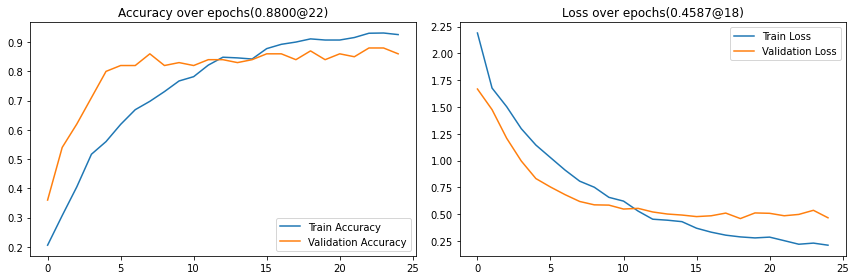 Accuracy over epochs(0.8800@22)
0.9
0.8
0.7
0.6
0.5
0.4
0.3
0.2
Train Accuracy
Validation Accuracy
0 5 10 15 20 25
Loss over epochs(0.4587@18)
2.25
2.00
1.75
1.50
1.25
1.00
0.75
0.50
0.25
Train Loss
Validation Loss
0 5 10 15 20 25